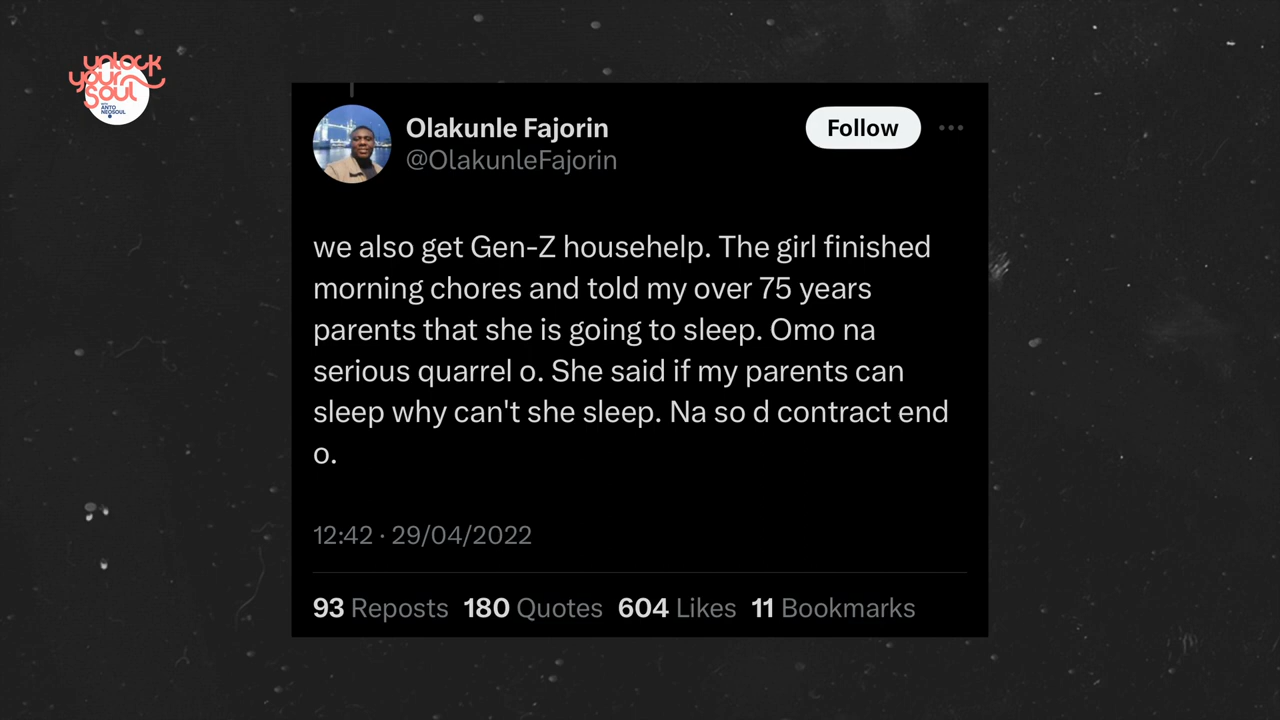 unlock
your
soul
WITH
ANTO
NEOSOUL
Olakunle Fajorin
@OlakunleFajorin
Follow
we also get Gen-Z househelp. The girl finished
morning chores and told my over 75 years
parents that she is going to sleep. Omo na
serious quarrel o. She said if my parents can
sleep why can't she sleep. Na so d contract end
o.
12:42 · 29/04/2022
93 Reposts 180 Quotes 604 Likes 11 Bookmarks